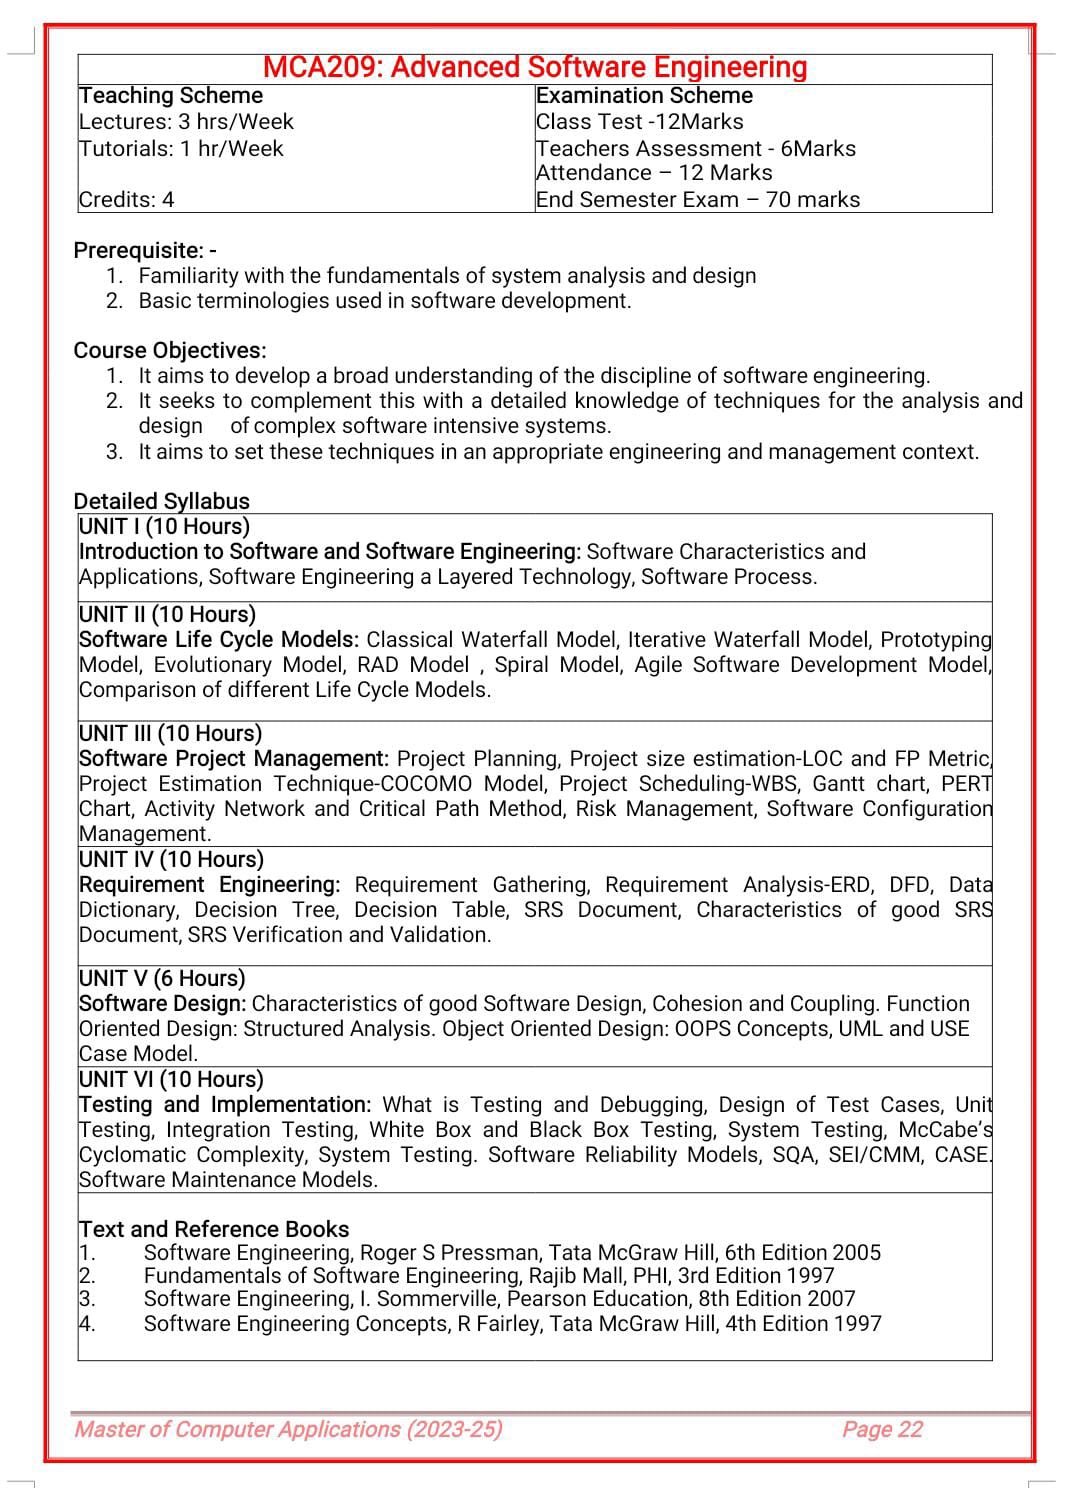 MCA209: Advanced Software Engineering
Teaching Scheme
Lectures: 3 hrs/Week
Tutorials: 1 hr/Week
Credits: 4
Examination Scheme
Class Test -12Marks
Teachers Assessment - 6Marks
Attendance – 12 Marks
End Semester Exam – 70 marks
Prerequisite: -
1. Familiarity with the fundamentals of system analysis and design
2. Basic terminologies used in software development.
Course Objectives:
1. It aims to develop a broad understanding of the discipline of software engineering.
2. It seeks to complement this with a detailed knowledge of techniques for the analysis and
design of complex software intensive systems.
3. It aims to set these techniques in an appropriate engineering and management context.
Detailed Syllabus
UNIT I (10 Hours)
Introduction to Software and Software Engineering: Software Characteristics and
Applications, Software Engineering a Layered Technology, Software Process.
UNIT II (10 Hours)
Software Life Cycle Models: Classical Waterfall Model, Iterative Waterfall Model, Prototyping
Model, Evolutionary Model, RAD Model , Spiral Model, Agile Software Development Model,
Comparison of different Life Cycle Models.
UNIT III (10 Hours)
Software Project Management: Project Planning, Project size estimation-LOC and FP Metric,
Project Estimation Technique-COCOMO Model, Project Scheduling-WBS, Gantt chart, PERT
Chart, Activity Network and Critical Path Method, Risk Management, Software Configuration
Management.
UNIT IV (10 Hours)
Requirement Engineering: Requirement Gathering, Requirement Analysis-ERD, DFD, Data
Dictionary, Decision Tree, Decision Table, SRS Document, Characteristics of good SRS
Document, SRS Verification and Validation.
UNIT V (6 Hours)
Software Design: Characteristics of good Software Design, Cohesion and Coupling. Function
Oriented Design: Structured Analysis. Object Oriented Design: OOPS Concepts, UML and USE
Case Model.
UNIT VI (10 Hours)
Testing and Implementation: What is Testing and Debugging, Design of Test Cases, Unit
Testing, Integration Testing, White Box and Black Box Testing, System Testing, McCabe’s
Cyclomatic Complexity, System Testing. Software Reliability Models, SQA, SEI/CMM, CASE.
Software Maintenance Models.
Text and Reference Books
1. Software Engineering, Roger S Pressman, Tata McGraw Hill, 6th Edition 2005
2. Fundamentals of Software Engineering, Rajib Mall, PHI, 3rd Edition 1997
3. Software Engineering, I. Sommerville, Pearson Education, 8th Edition 2007
4. Software Engineering Concepts, R Fairley, Tata McGraw Hill, 4th Edition 1997
Master of Computer Applications (2023-25) Page 22